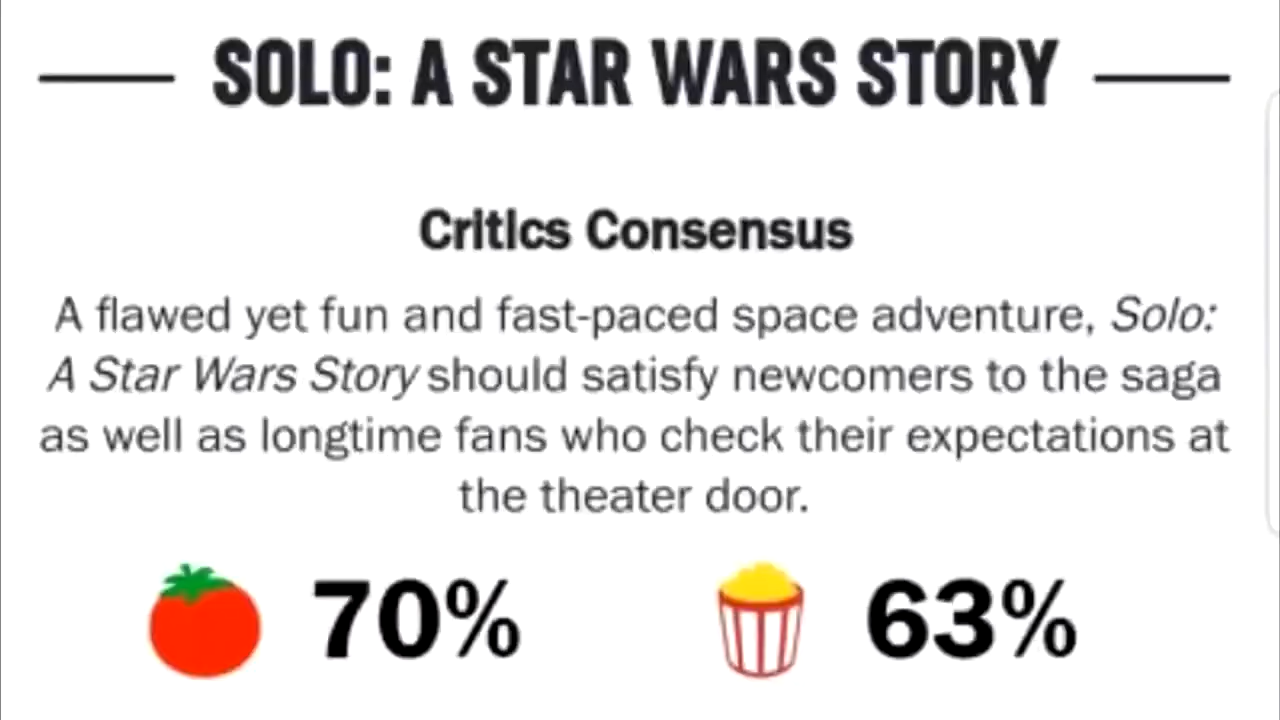 SOLO: A STAR WARS STORY
Critics Consensus
A flawed yet fun and fast-paced space adventure, Solo:
A Star Wars Story should satisfy newcomers to the saga
as well as longtime fans who check their expectations at
the theater door.
70% 63%